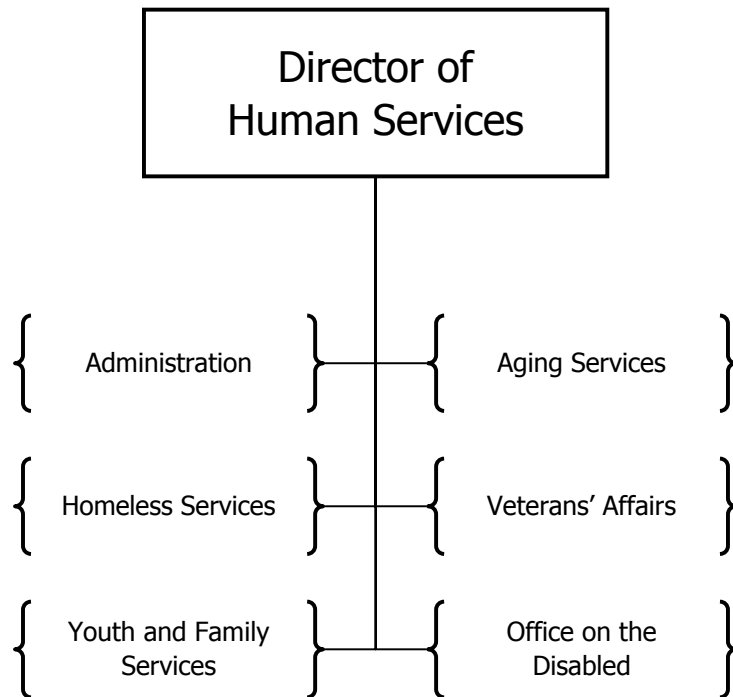 Director of
Human Services
Administration
Aging Services
Homeless Services
Veterans’ Affairs
Youth and Family
Services
Office on the
Disabled